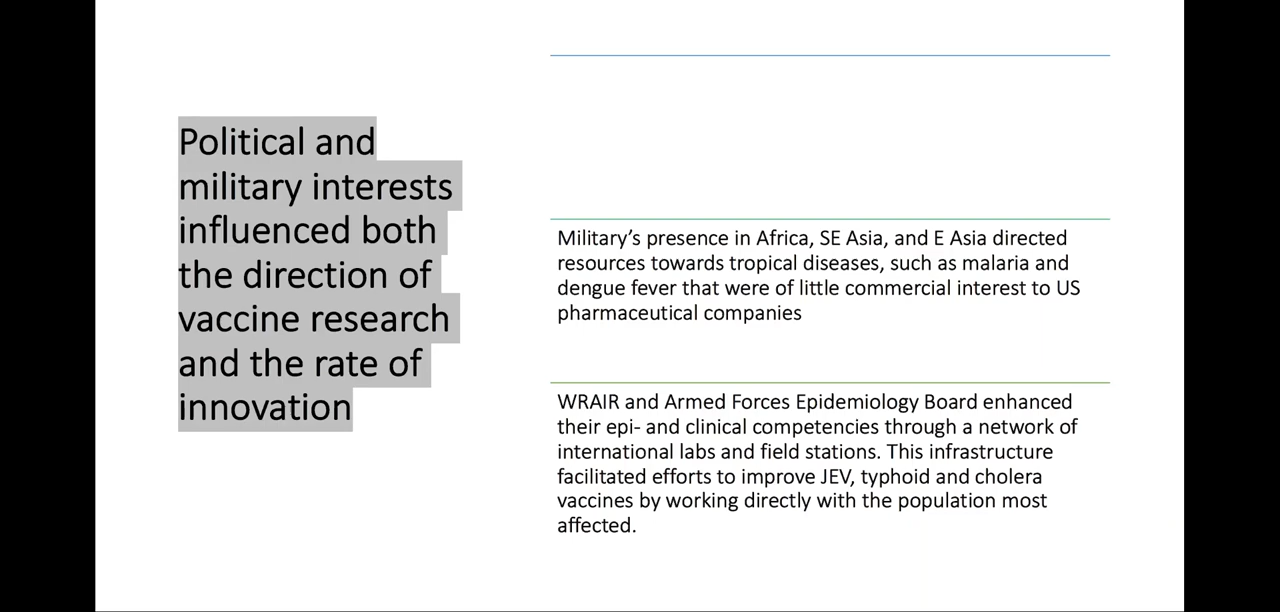 Political and
military interests
influenced both
the direction of
vaccine research
and the rate of
innovation
Military’s presence in Africa, SE Asia, and E Asia directed
resources towards tropical diseases, such as malaria and
dengue fever that were of little commercial interest to US
pharmaceutical companies
WRAIR and Armed Forces Epidemiology Board enhanced
their epi- and clinical competencies through a network of
international labs and field stations. This infrastructure
facilitated efforts to improve JEV, typhoid and cholera
vaccines by working directly with the population most
affected.